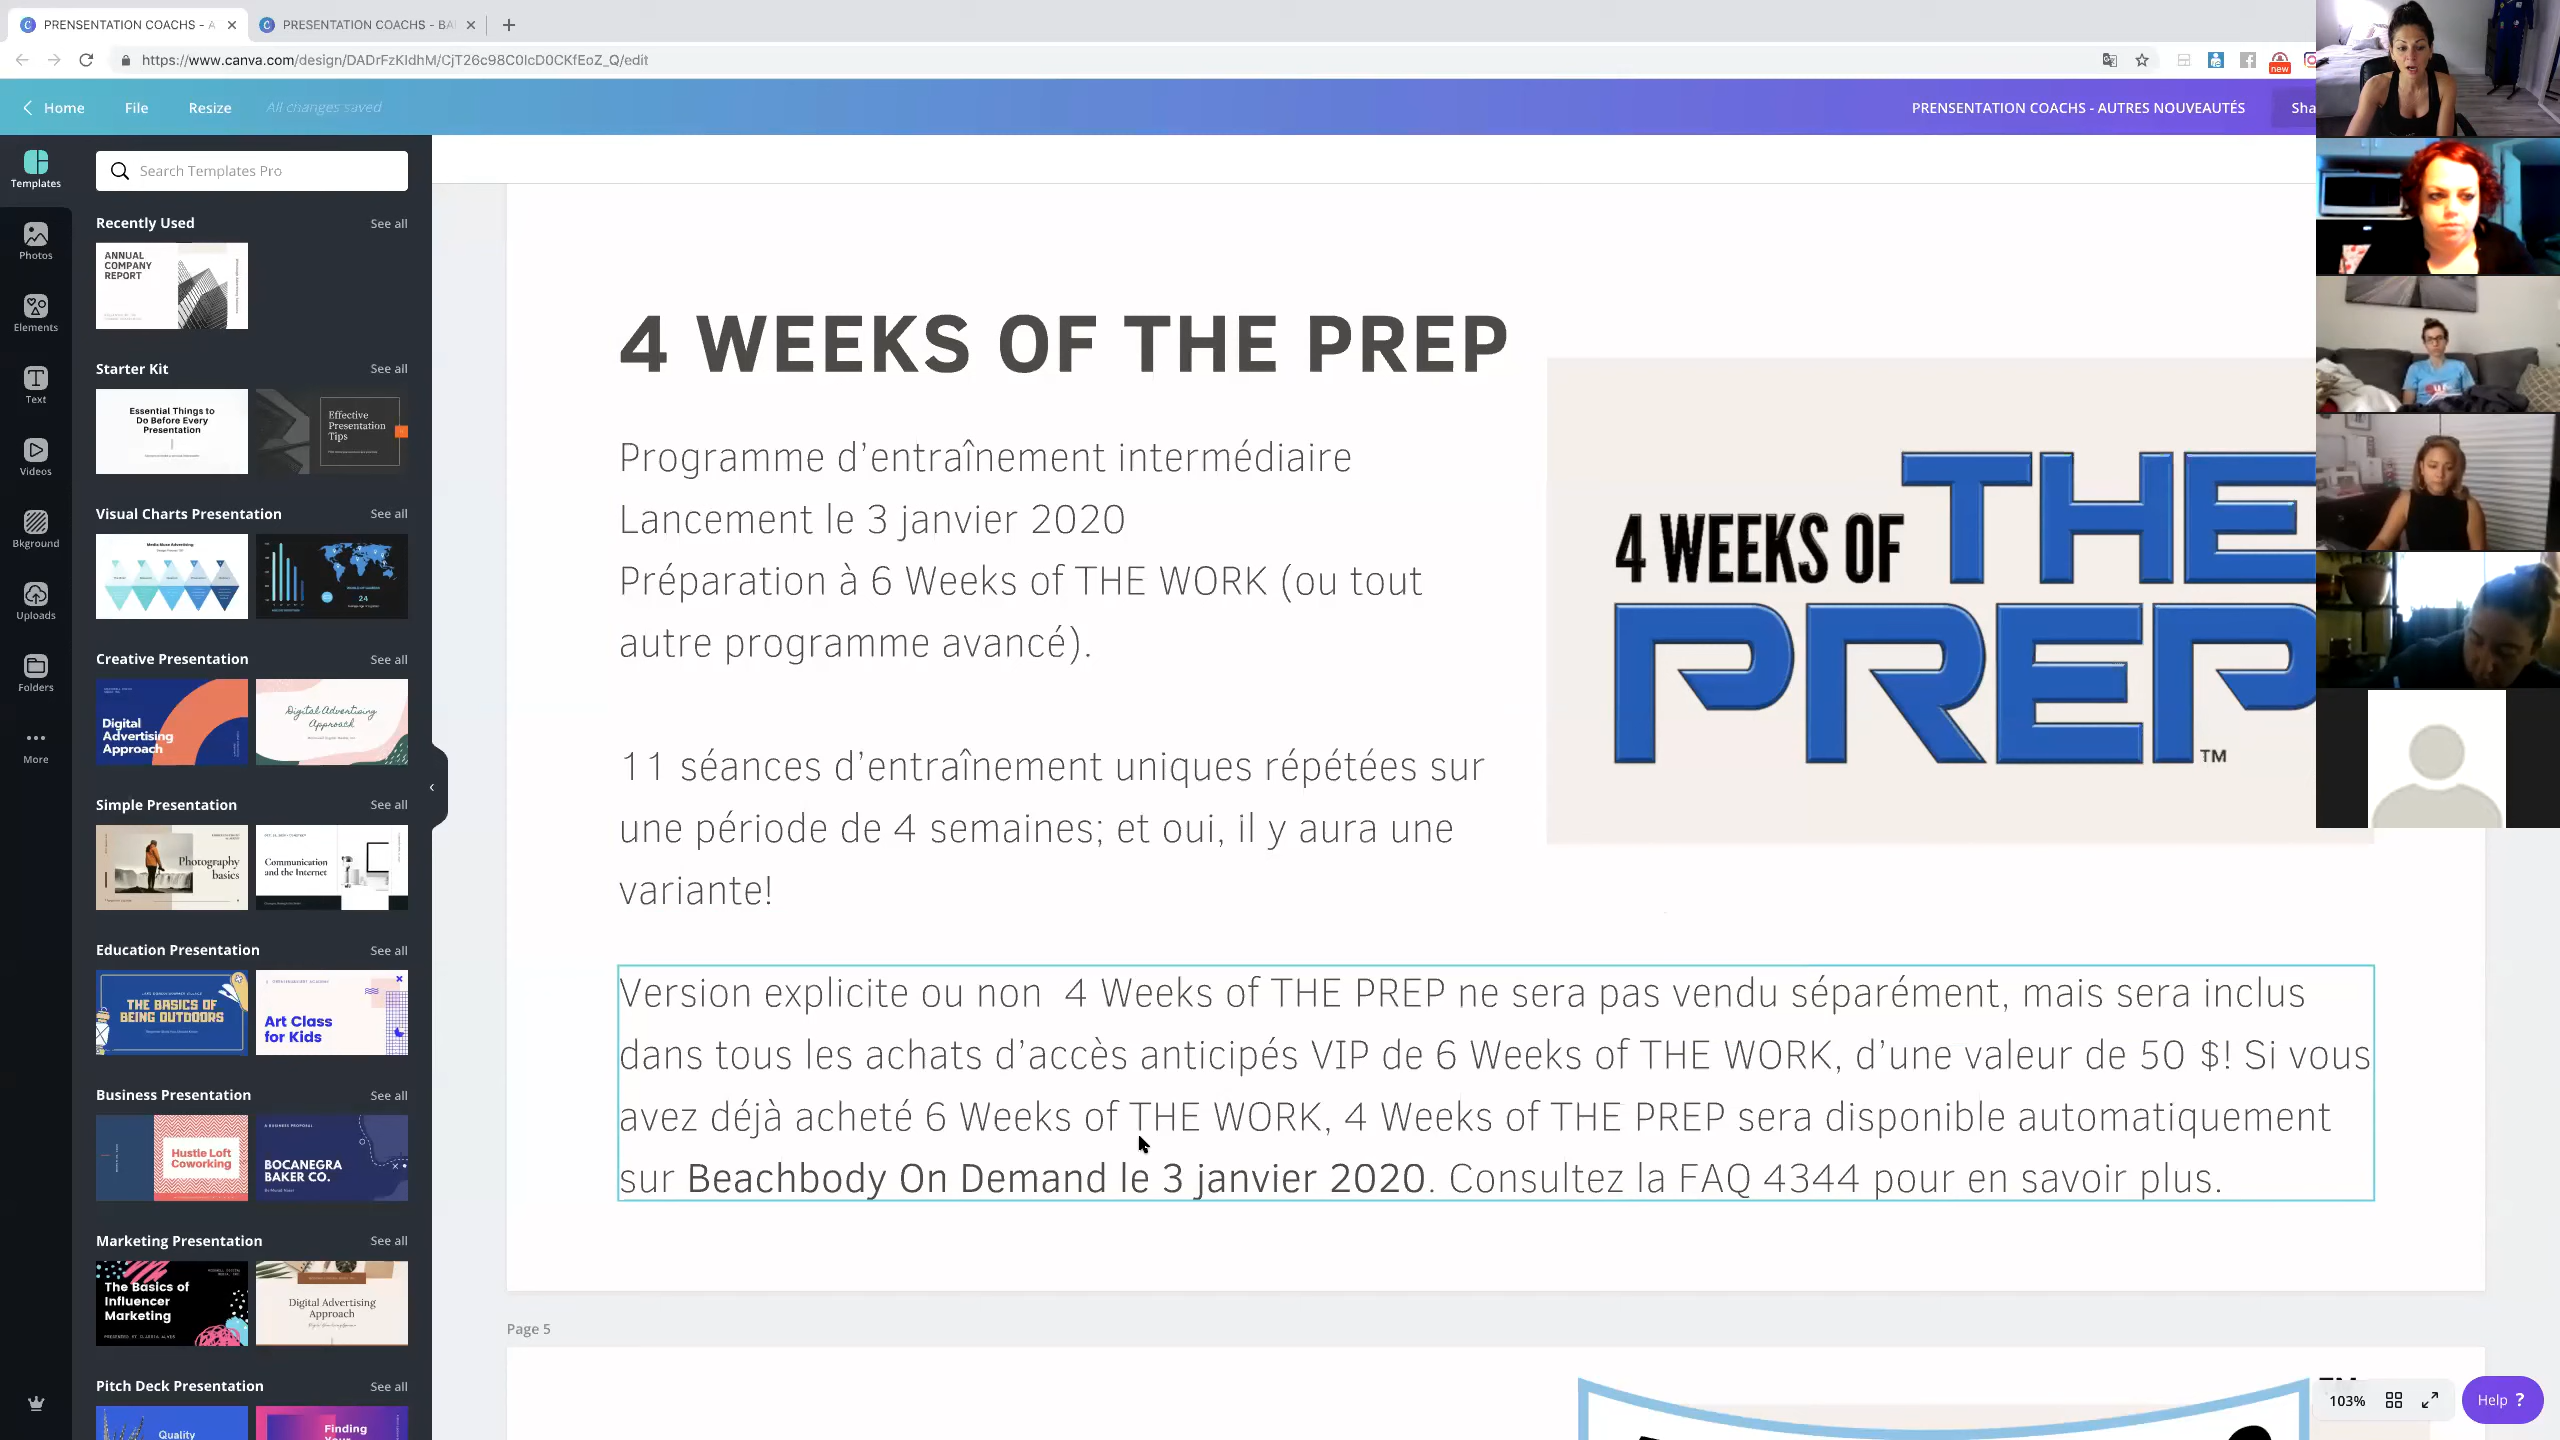 PRENSENTATION COACHS - A
PRESENTATION COACHS - BA
https://www.canva.com/design/DADrFzKIdhM/CjT26c98C0IcD0CKfEoZ_Q/edit
new
Home
File
Resize
All changes saved
PRENSENTATION COACHS - AUTRES NOUVEAUTÉS
Sha
Templates
Photos
Elements
Text
Videos
Bkground
Uploads
Folders
More
Search Templates Pro
Recently Used
See all
ANNUAL
COMPANY
REPORT
Starter Kit
See all
Essential Things to
Do Before Every
Presentation
Effective
Presentation
Tips
Visual Charts Presentation
See all
24
Creative Presentation
See all
Digital
Advertising
Approach
Digital Advertising
Approach
Simple Presentation
See all
Photography
basics
Communication
and the Internet
Education Presentation
See all
THE BASICS OF
BEING OUTDOORS
Art Class
for Kids
Business Presentation
See all
Hustle Loft
Coworking
A BUSINESS PROPOSAL
BOCANEGRA
BAKER CO.
Marketing Presentation
See all
The Basics of
Influencer
Marketing
Digital Advertising
Approach
Pitch Deck Presentation
See all
Quality
Finding
4 WEEKS OF THE PREP
Programme d'entraînement intermédiaire
Lancement le 3 janvier 2020
Préparation à 6 Weeks of THE WORK (ou tout
autre programme avancé).
11 séances d'entraînement uniques répétées sur
une période de 4 semaines; et oui, il y aura une
variante!
4 WEEKS OF THE
PREP TM
Version explicite ou non  4 Weeks of THE PREP ne sera pas vendu séparément, mais sera inclus
dans tous les achats d'accès anticipés VIP de 6 Weeks of THE WORK, d'une valeur de 50 $! Si vous
avez déjà acheté 6 Weeks of THE WORK, 4 Weeks of THE PREP sera disponible automatiquement
sur Beachbody On Demand le 3 janvier 2020. Consultez la FAQ 4344 pour en savoir plus.
Page 5
103%
Help ?